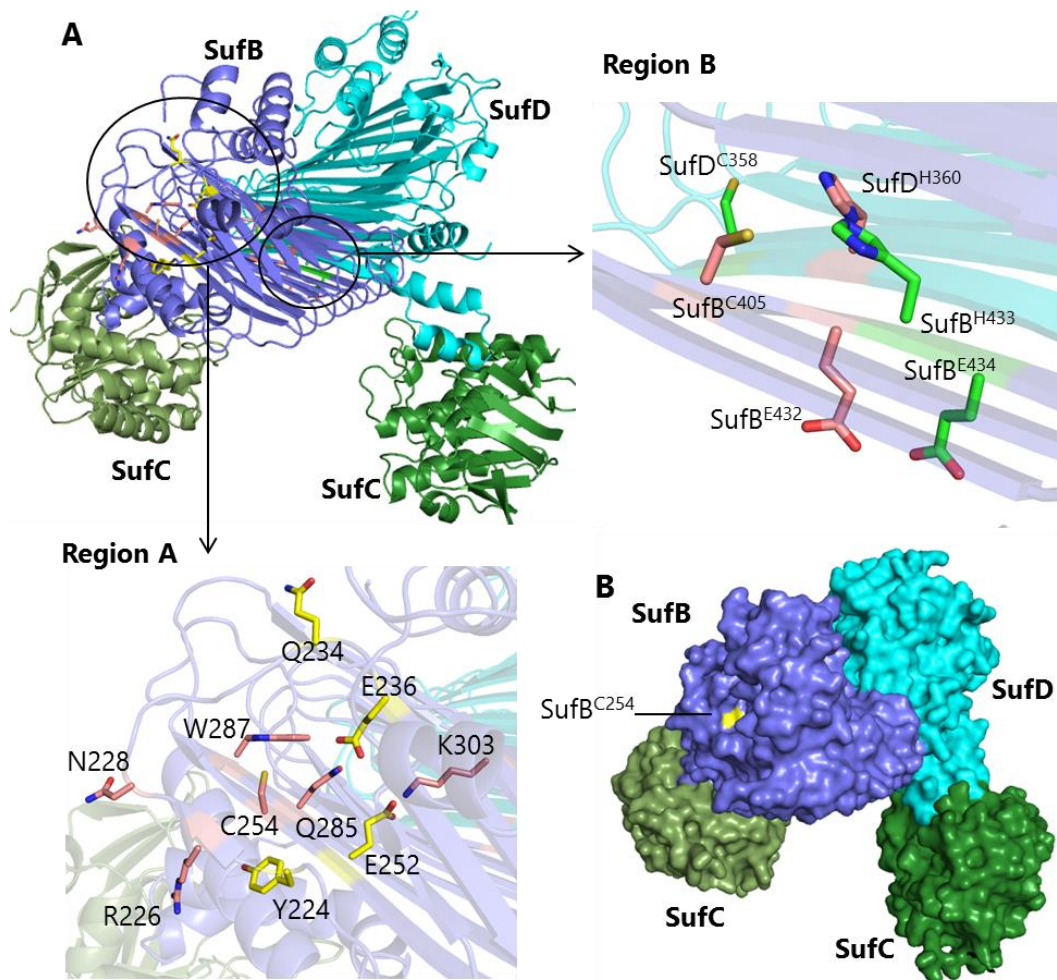 A
SufB
SufD
SufC
SufC
Region B
SufD^C358
SufD^H360
SufB^C405
SufB^H433
SufB^E434
SufB^E432
Region A
Q234
E236
W287
K303
N228
C254
Q285
E252
R226
Y224
B
SufB
SufD
SufB^C254
SufC
SufC